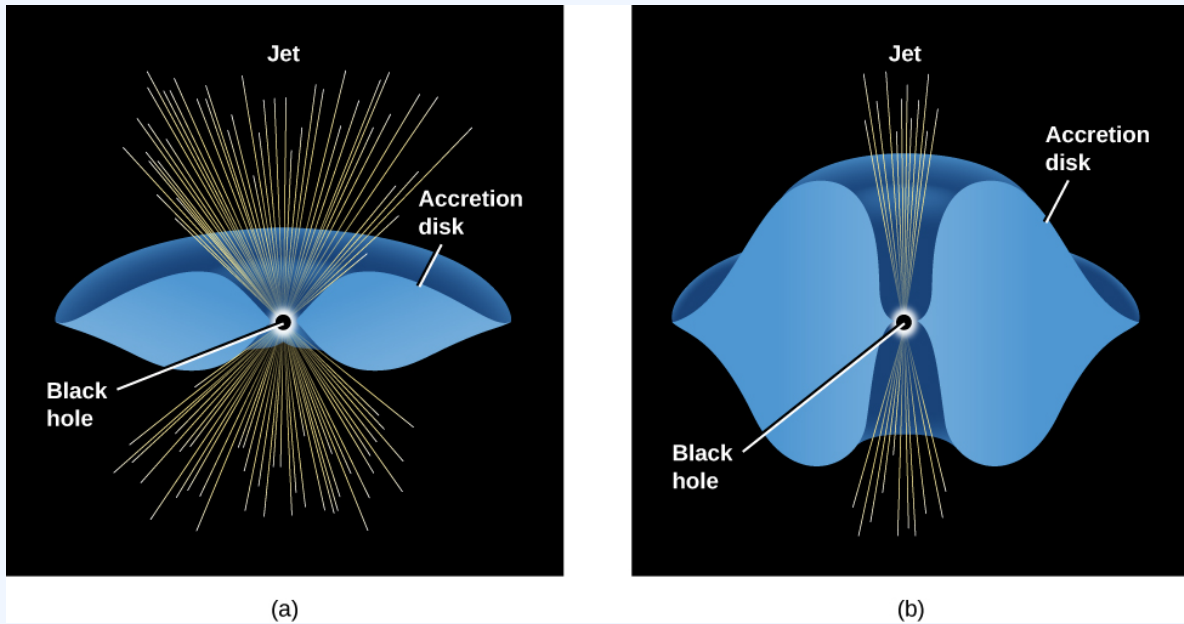 Jet
Accretion
disk
Black
hole
(a)
Jet
Accretion
disk
Black
hole
(b)